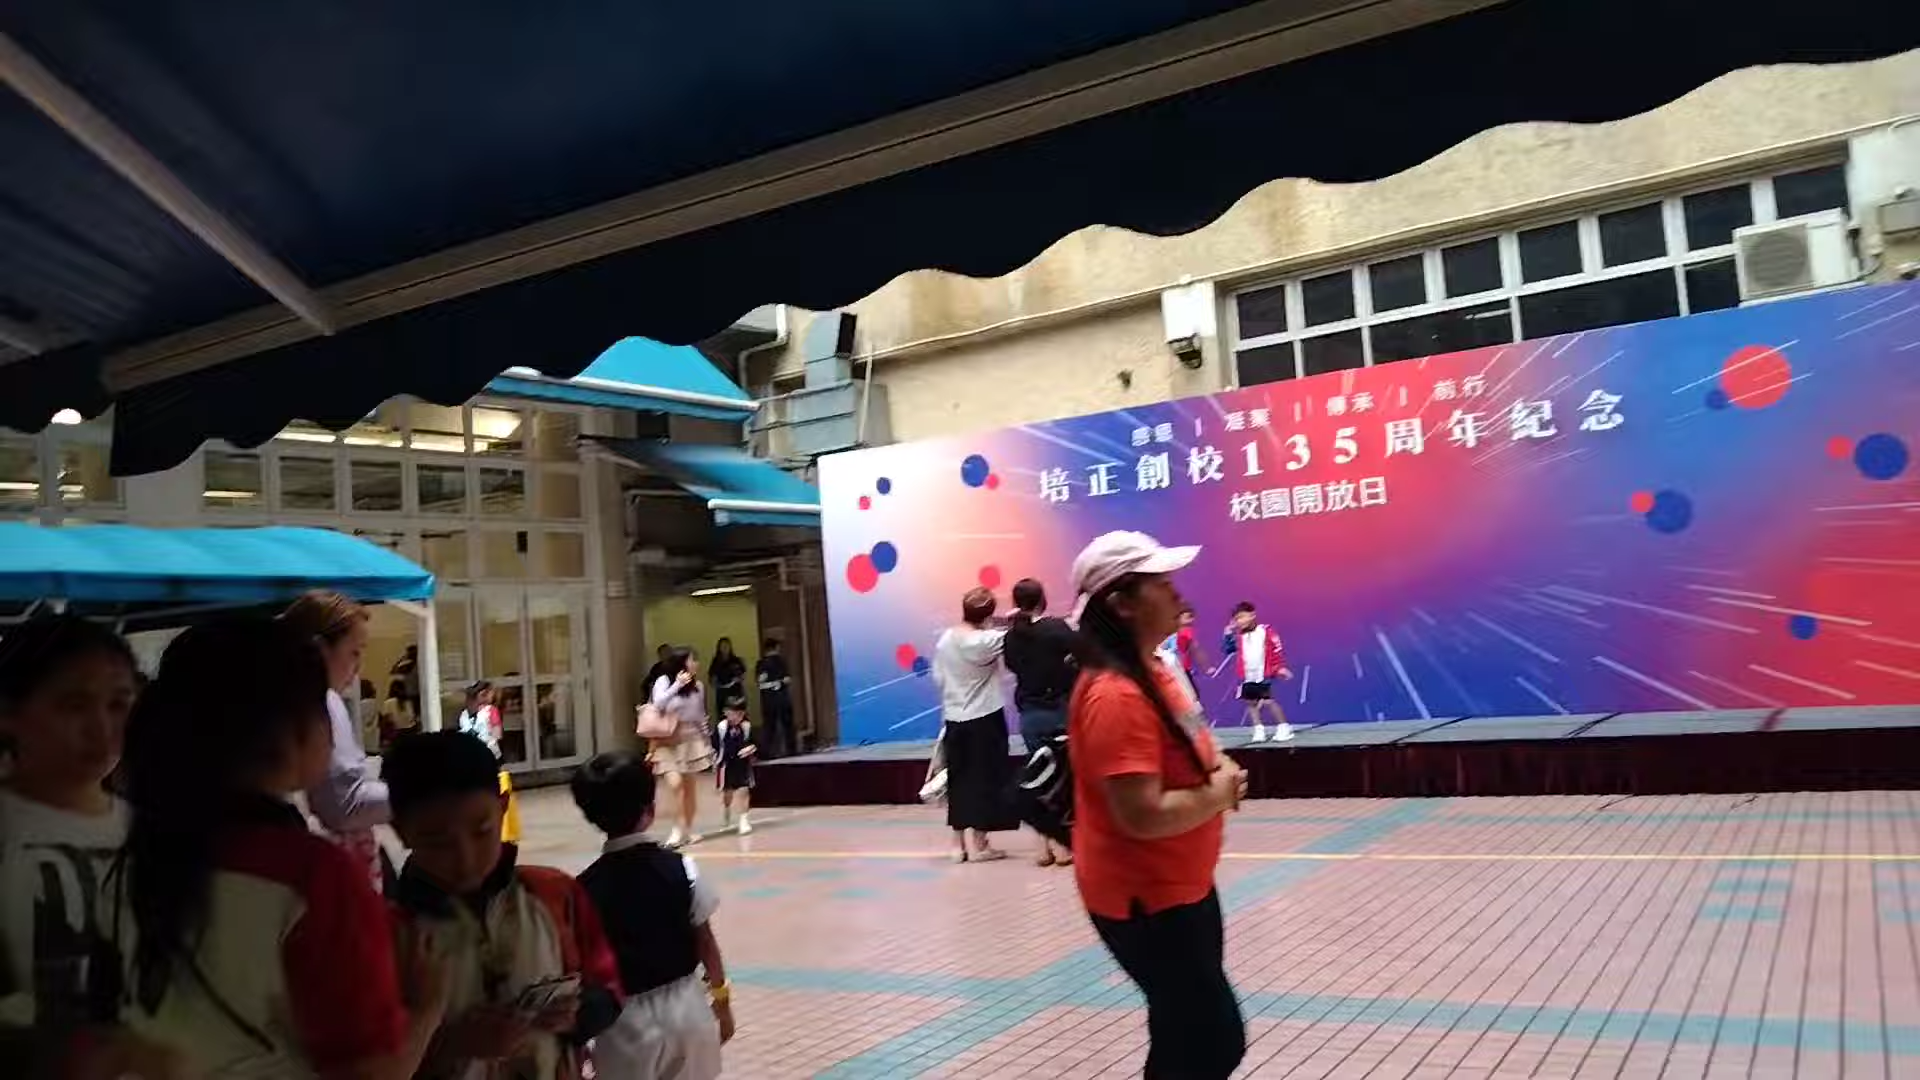 感恩 | 凝聚 | 傳承 | 前行
培正創校135周年紀念
校園開放日